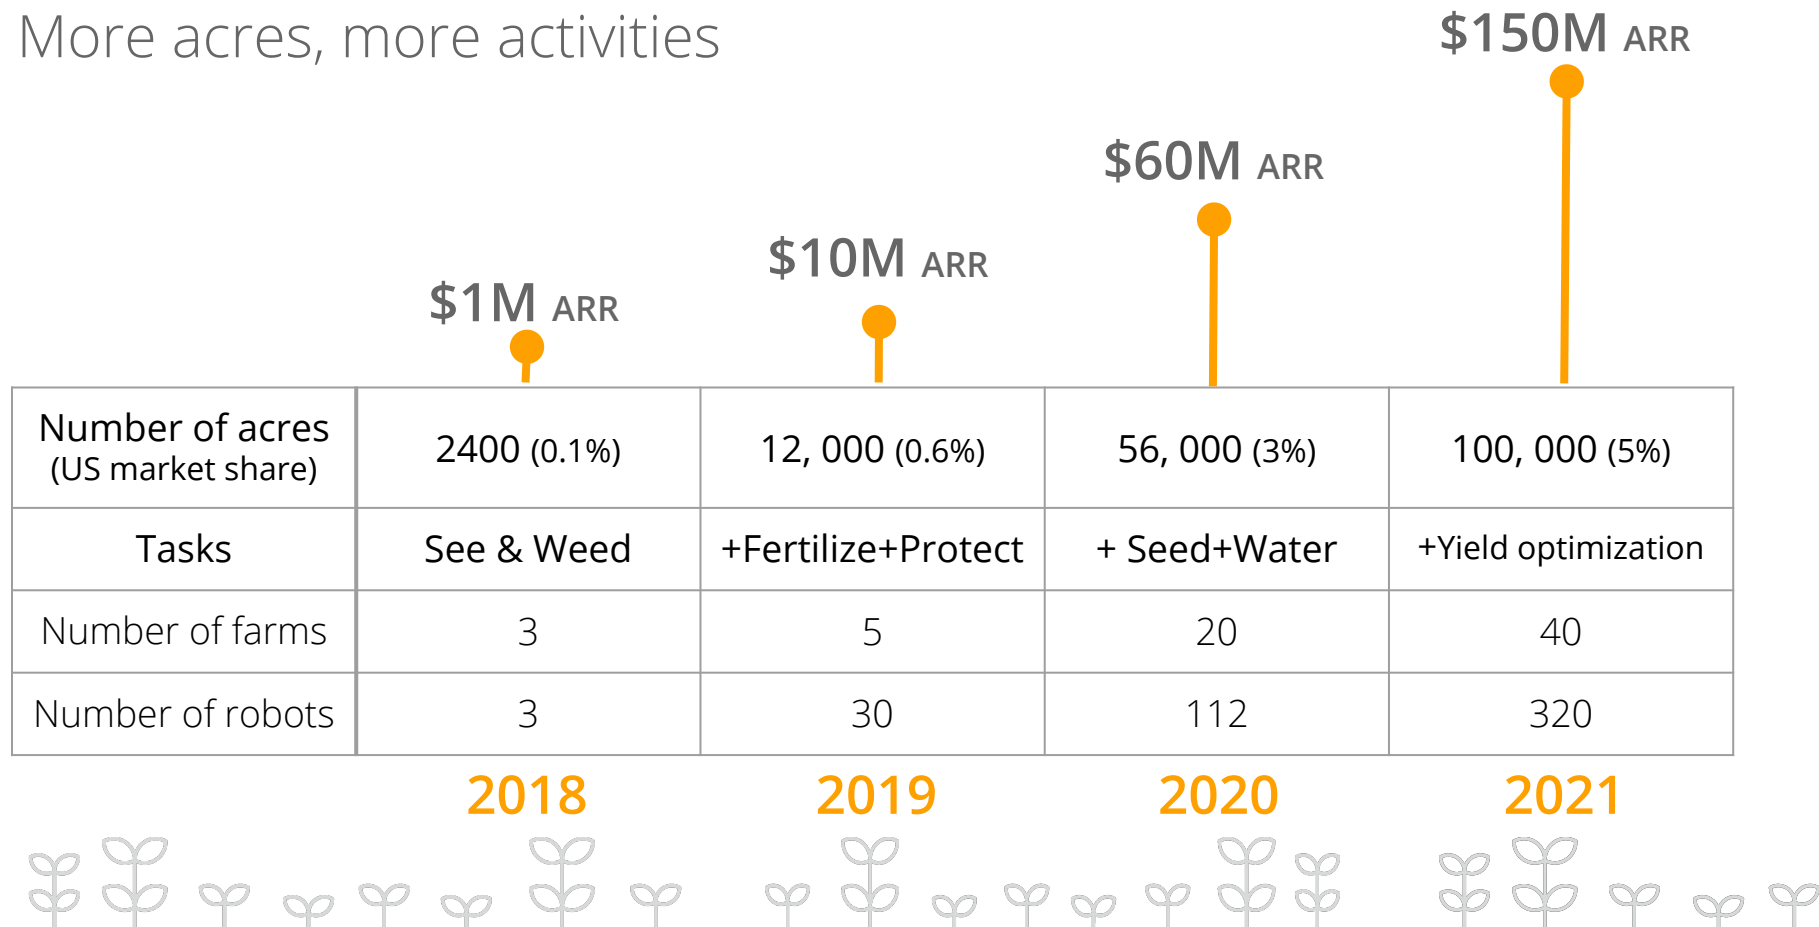 More acres, more activities
$150M ARR
$60M ARR
$10M ARR
$1M ARR
Number of acres
(US market share)
2400 (0.1%)
12, 000 (0.6%)
56, 000 (3%)
100, 000 (5%)
Tasks
See & Weed
+Fertilize+Protect
+ Seed+Water
+Yield optimization
Number of farms
3
5
20
40
Number of robots
3
30
112
320
2018
2019
2020
2021